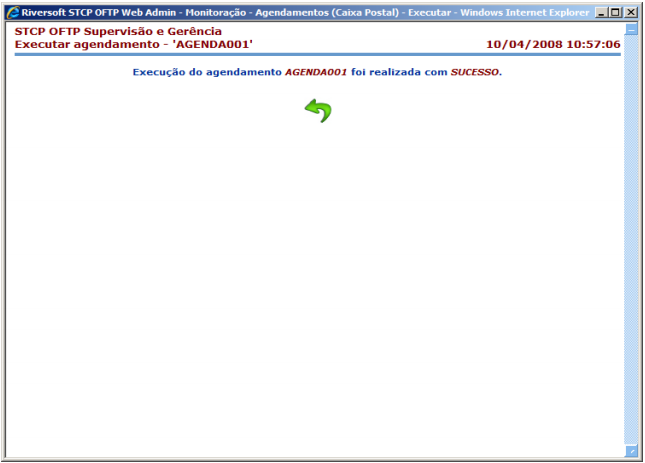 Riversoft STCP OFTP Web Admin - Monitoração - Agendamentos (Caixa Postal) - Executar - Windows Internet Explorer
STCP OFTP Supervisão e Gerência
Executar agendamento - 'AGENDA001' 10/04/2008 10:57:06
Execução do agendamento AGENDA001 foi realizada com SUCESSO.